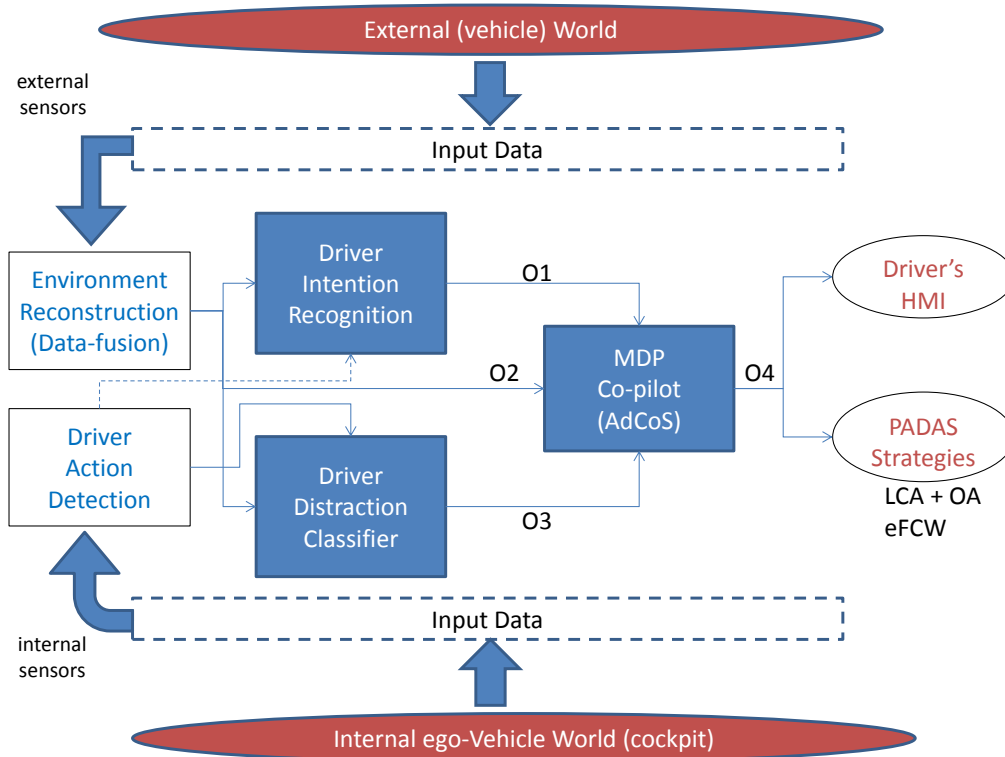 External (vehicle) World
external
sensors
Input Data
Environment
Reconstruction
(Data-fusion)
Driver
Intention
Recognition
O1
Driver's
HMI
O2
MDP
Co-pilot
(AdCoS)
O4
Driver
Action
Detection
Driver
Distraction
Classifier
O3
PADAS
Strategies
LCA + OA
eFCW
internal
sensors
Input Data
Internal ego-Vehicle World (cockpit)